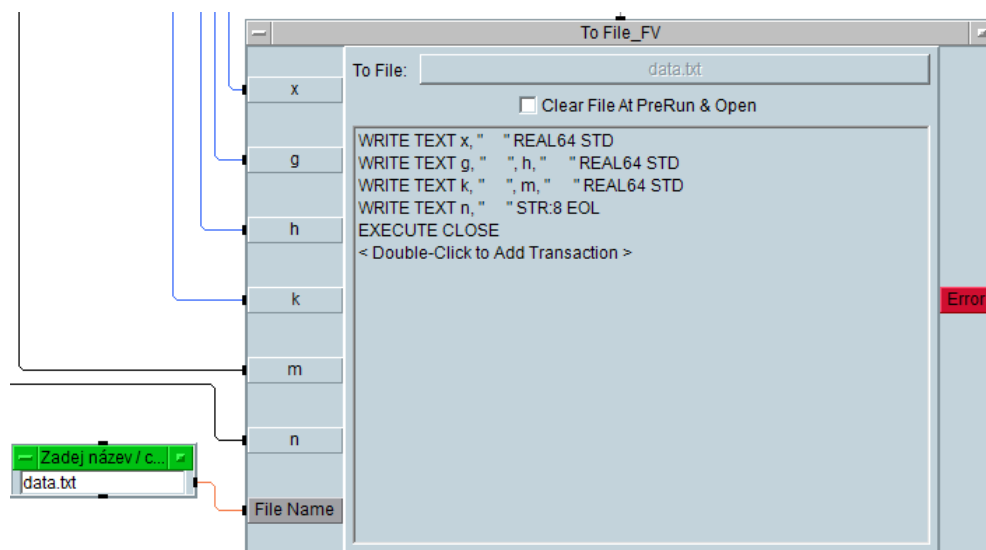 To File_FV
To File: data.txt
Clear File At PreRun & Open
x
g
h
k
m
n
File Name
WRITE TEXT x, "     " REAL64 STD
WRITE TEXT g, "     ", h, "     " REAL64 STD
WRITE TEXT k, "     ", m, "     " REAL64 STD
WRITE TEXT n, "     " STR:8 EOL
EXECUTE CLOSE
< Double-Click to Add Transaction >
Error
Zadej název / c...
data.txt